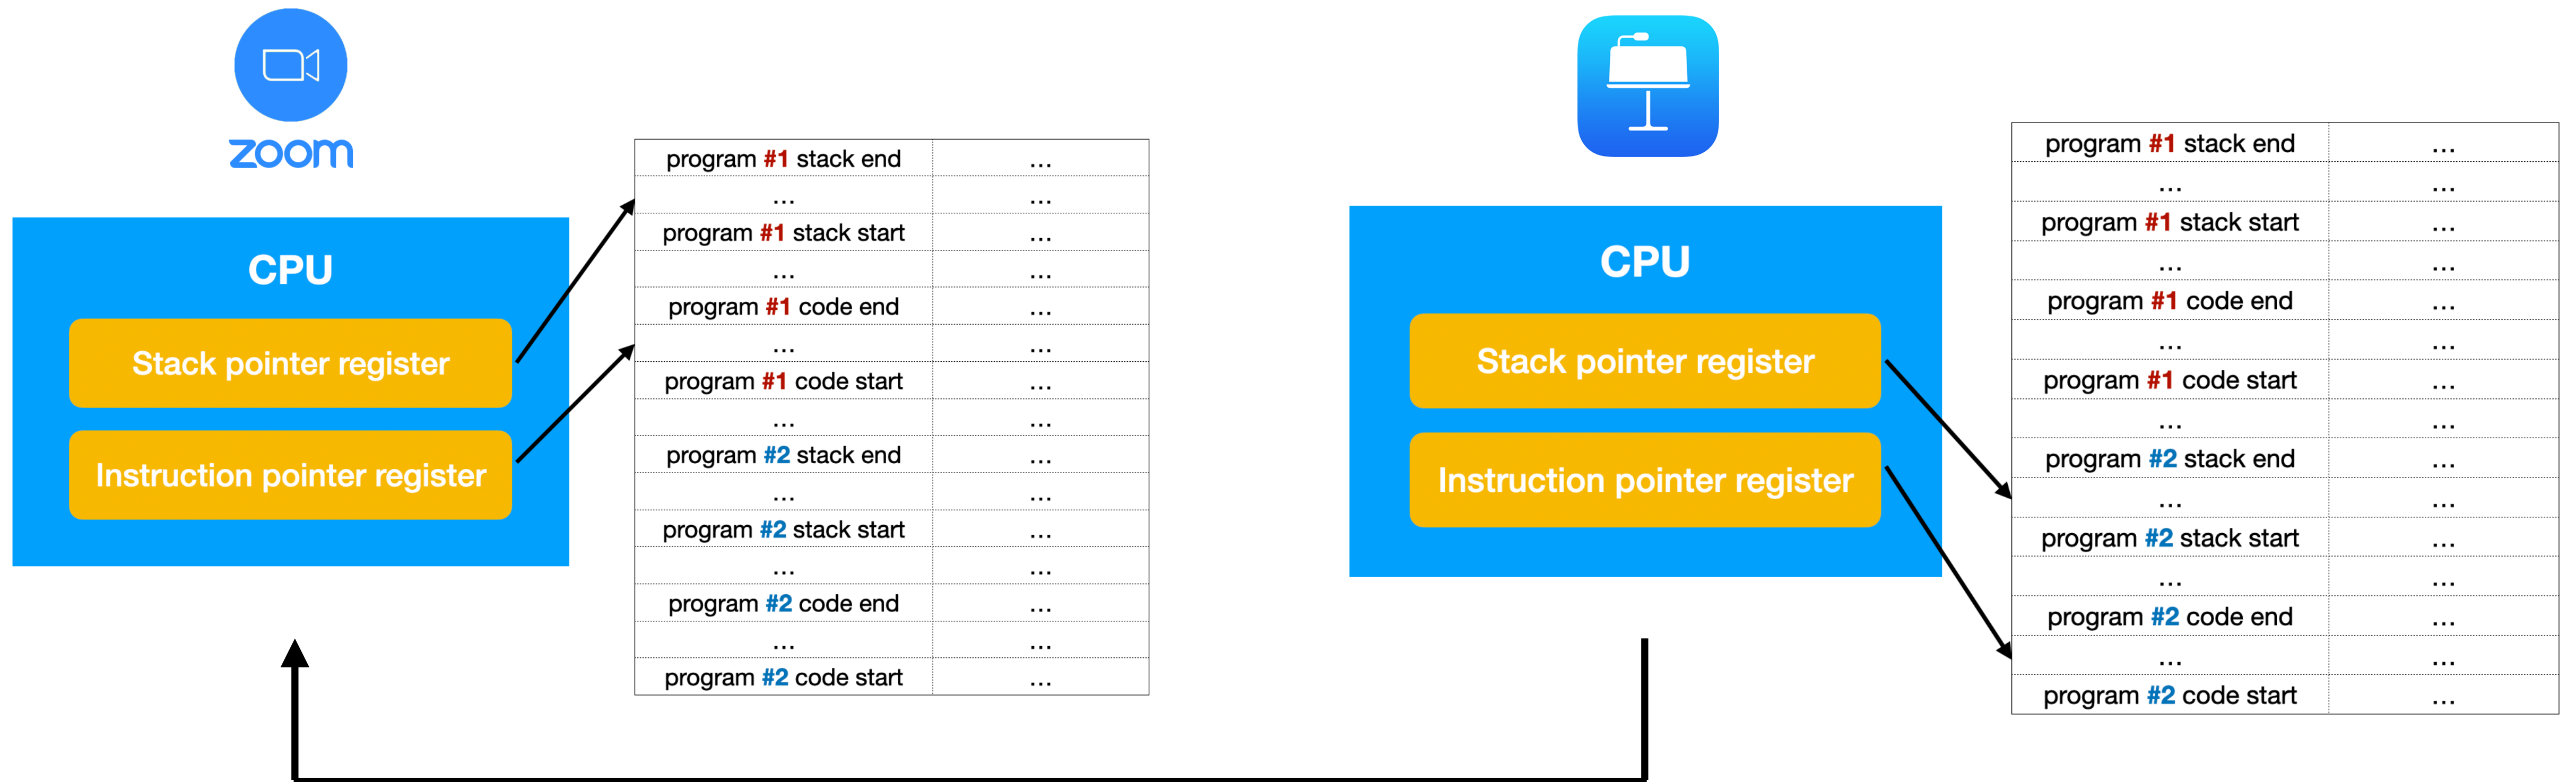 zoom
CPU
Stack pointer register
Instruction pointer register
program #1 stack end ...
... ...
program #1 stack start ...
... ...
program #1 code end ...
... ...
program #1 code start ...
... ...
program #2 stack end ...
... ...
program #2 stack start ...
... ...
program #2 code end ...
... ...
program #2 code start ...
CPU
Stack pointer register
Instruction pointer register
program #1 stack end ...
... ...
program #1 stack start ...
... ...
program #1 code end ...
... ...
program #1 code start ...
... ...
program #2 stack end ...
... ...
program #2 stack start ...
... ...
program #2 code end ...
... ...
program #2 code start ...